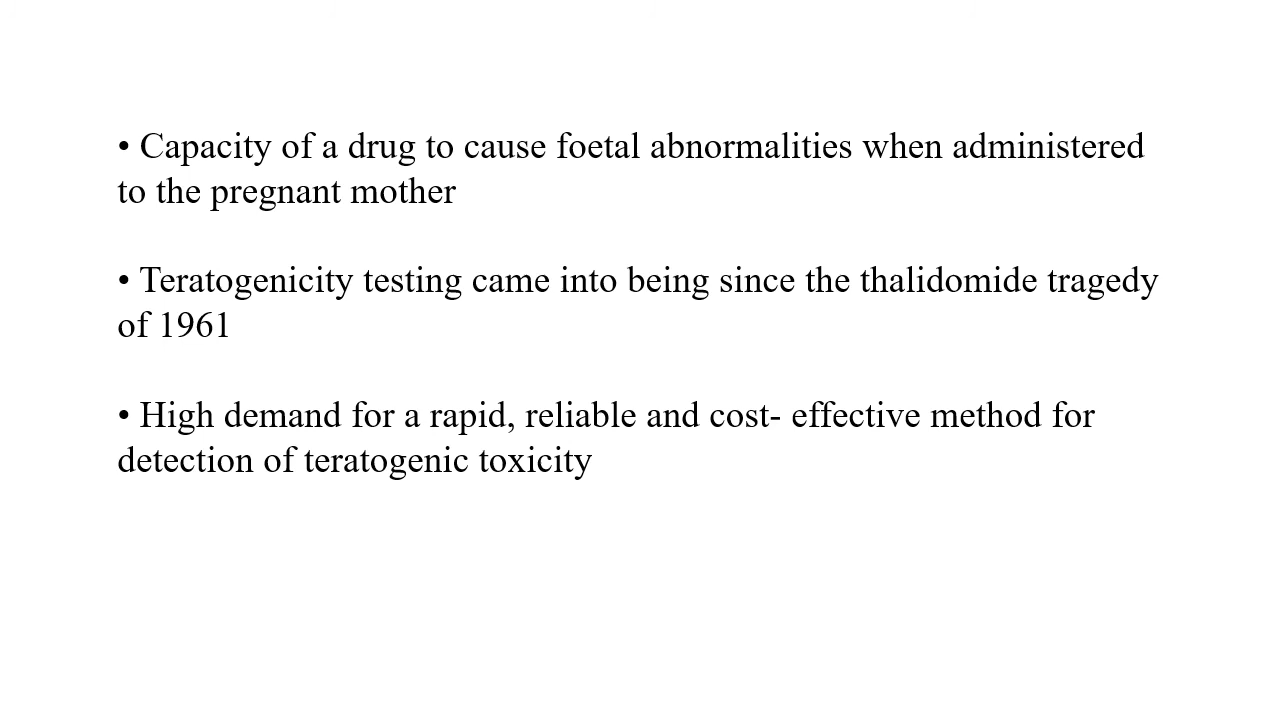 • Capacity of a drug to cause foetal abnormalities when administered
to the pregnant mother
• Teratogenicity testing came into being since the thalidomide tragedy
of 1961
• High demand for a rapid, reliable and cost- effective method for
detection of teratogenic toxicity